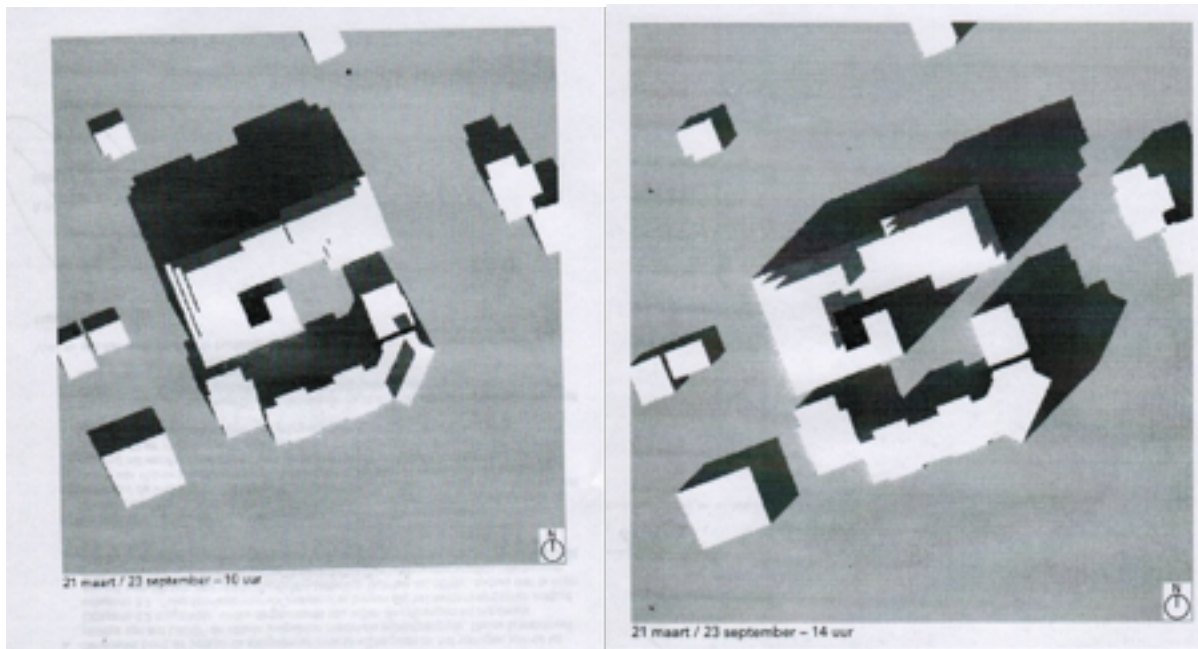 N
21 maart / 23 september – 10 uur
N
21 maart / 23 september – 14 uur